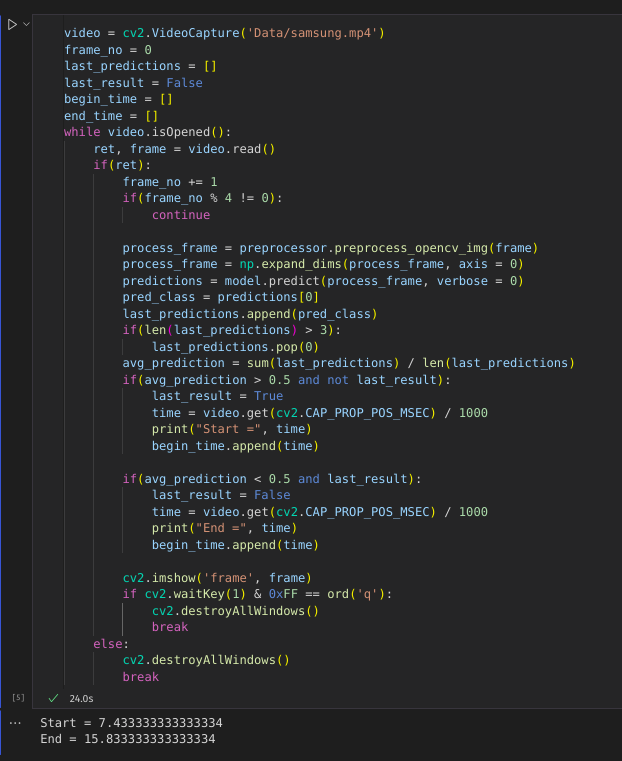 video = cv2.VideoCapture('Data/samsung.mp4')
frame_no = 0
last_predictions = []
last_result = False
begin_time = []
end_time = []
while video.isOpened():
    ret, frame = video.read()
    if(ret):
        frame_no += 1
        if(frame_no % 4 != 0):
            continue

        process_frame = preprocessor.preprocess_opencv_img(frame)
        process_frame = np.expand_dims(process_frame, axis = 0)
        predictions = model.predict(process_frame, verbose = 0)
        pred_class = predictions[0]
        last_predictions.append(pred_class)
        if(len(last_predictions) > 3):
            last_predictions.pop(0)
        avg_prediction = sum(last_predictions) / len(last_predictions)
        if(avg_prediction > 0.5 and not last_result):
            last_result = True
            time = video.get(cv2.CAP_PROP_POS_MSEC) / 1000
            print("Start =", time)
            begin_time.append(time)

        if(avg_prediction < 0.5 and last_result):
            last_result = False
            time = video.get(cv2.CAP_PROP_POS_MSEC) / 1000
            print("End =", time)
            begin_time.append(time)

        cv2.imshow('frame', frame)
        if cv2.waitKey(1) & 0xFF == ord('q'):
            cv2.destroyAllWindows()
            break
    else:
        cv2.destroyAllWindows()
        break
[5] 24.0s
Start = 7.433333333333334
End = 15.833333333333334